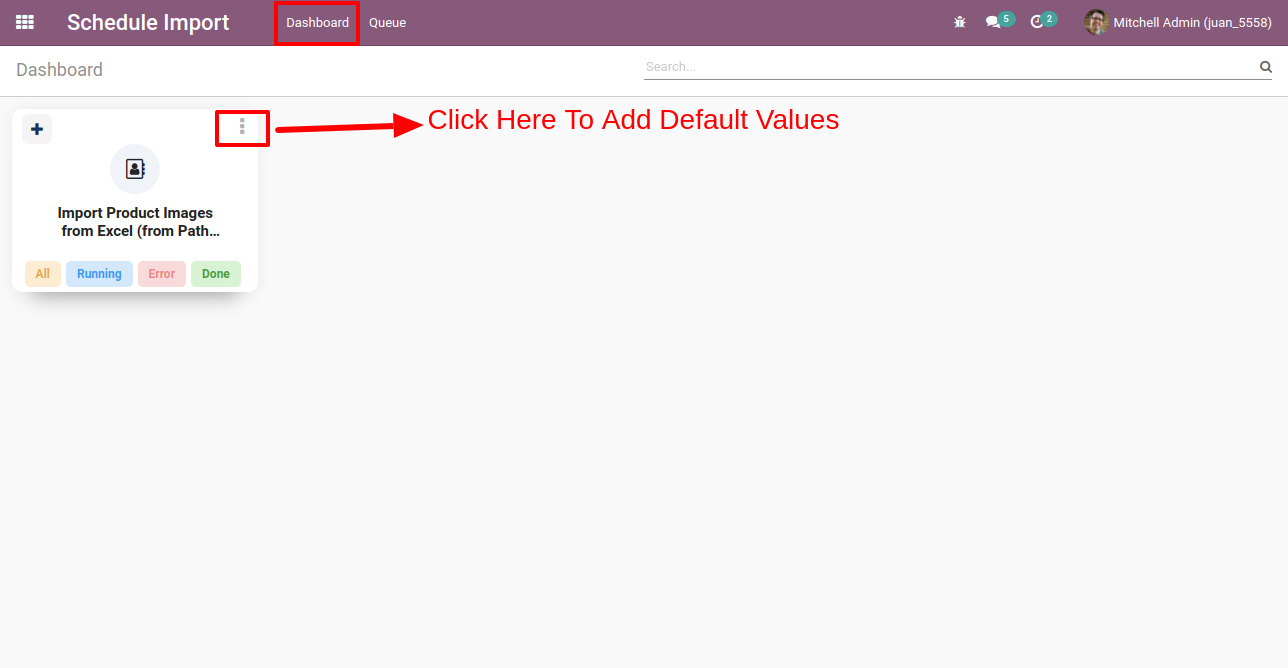 Schedule Import
Dashboard
Queue
5
2
Mitchell Admin (juan_5558)
Dashboard
Search...
Click Here To Add Default Values
Import Product Images
from Excel (from Path...
All
Running
Error
Done